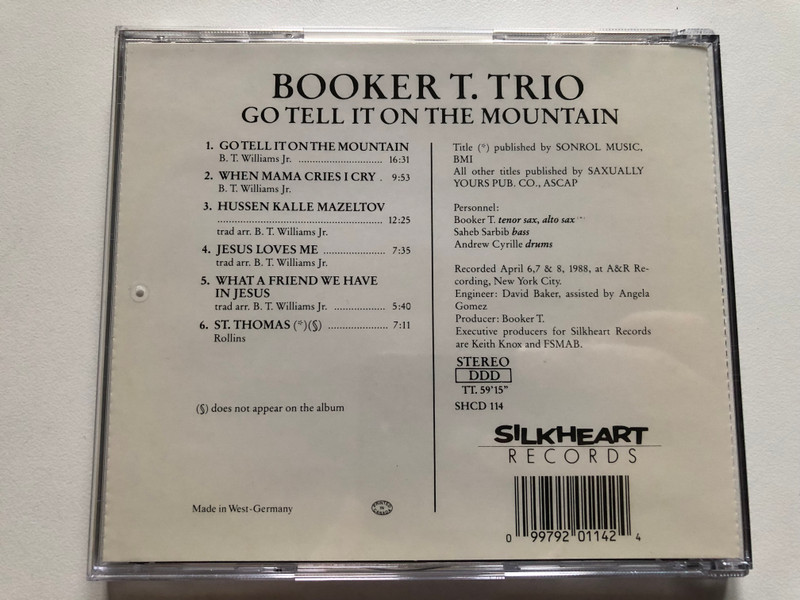 BOOKER T. TRIO
GO TELL IT ON THE MOUNTAIN
1. GO TELL IT ON THE MOUNTAIN
B. T. Williams Jr. .............................. 16:31
2. WHEN MAMA CRIES I CRY . 9:53
B. T. Williams Jr.
3. HUSSEN KALLE MAZELTOV
.............................................................. 12:25
trad arr. B. T. Williams Jr.
4. JESUS LOVES ME ...................... 7:35
trad arr. B. T. Williams Jr.
5. WHAT A FRIEND WE HAVE
IN JESUS
trad arr. B. T. Williams Jr. .................. 5:40
6. ST. THOMAS (*)(§) ..................... 7:11
Rollins
(§) does not appear on the album
Made in West-Germany
PRINTED
IN
CANADA
Title (*) published by SONROL MUSIC,
BMI
All other titles published by SAXUALLY
YOURS PUB. CO., ASCAP
Personnel:
Booker T. tenor sax, alto sax
Saheb Sarbib bass
Andrew Cyrille drums
Recorded April 6,7 & 8, 1988, at A&R Re-
cording, New York City.
Engineer: David Baker, assisted by Angela
Gomez
Producer: Booker T.
Executive producers for Silkheart Records
are Keith Knox and FSMAB.
STEREO
DDD
TT. 59'15"
SHCD 114
SILKHEART
RECORDS
0 99792 01142 4